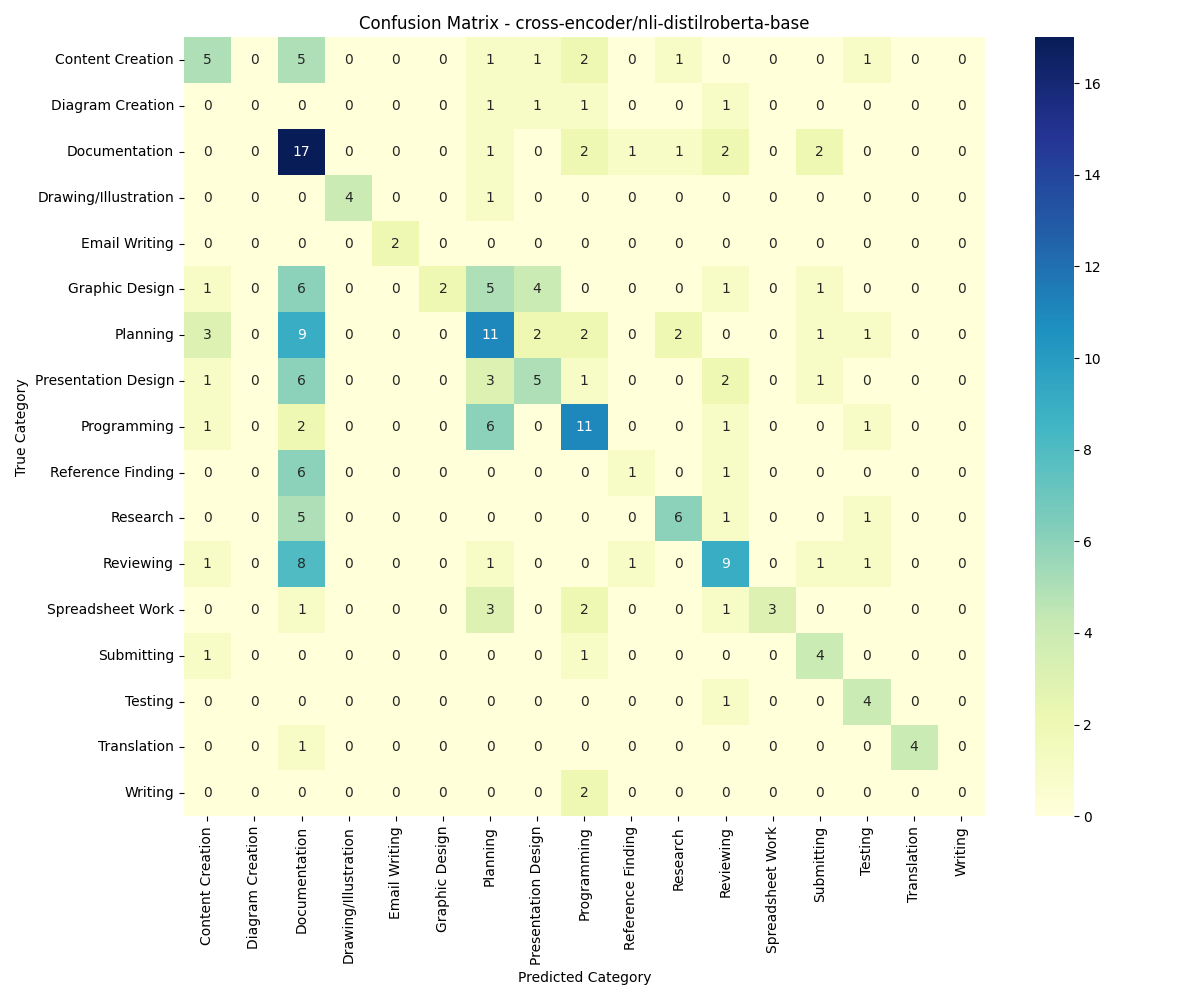 Confusion Matrix - cross-encoder/nli-distilroberta-base
True Category
Content Creation 5 0 5 0 0 0 1 1 2 0 1 0 0 0 1 0 0
Diagram Creation 0 0 0 0 0 0 1 1 1 0 0 1 0 0 0 0 0
Documentation 0 0 17 0 0 0 1 0 2 1 1 2 0 2 0 0 0
Drawing/Illustration 0 0 0 4 0 0 1 0 0 0 0 0 0 0 0 0 0
Email Writing 0 0 0 0 2 0 0 0 0 0 0 0 0 0 0 0 0
Graphic Design 1 0 6 0 0 2 5 4 0 0 0 1 0 1 0 0 0
Planning 3 0 9 0 0 0 11 2 2 0 2 0 0 1 1 0 0
Presentation Design 1 0 6 0 0 0 3 5 1 0 0 2 0 1 0 0 0
Programming 1 0 2 0 0 0 6 0 11 0 0 1 0 0 1 0 0
Reference Finding 0 0 6 0 0 0 0 0 0 1 0 1 0 0 0 0 0
Research 0 0 5 0 0 0 0 0 0 0 6 1 0 0 1 0 0
Reviewing 1 0 8 0 0 0 1 0 0 1 0 9 0 1 1 0 0
Spreadsheet Work 0 0 1 0 0 0 3 0 2 0 0 1 3 0 0 0 0
Submitting 1 0 0 0 0 0 0 0 1 0 0 0 0 4 0 0 0
Testing 0 0 0 0 0 0 0 0 0 0 0 1 0 0 4 0 0
Translation 0 0 1 0 0 0 0 0 0 0 0 0 0 0 0 4 0
Writing 0 0 0 0 0 0 0 0 2 0 0 0 0 0 0 0 0
Content Creation
Diagram Creation
Documentation
Drawing/Illustration
Email Writing
Graphic Design
Planning
Presentation Design
Programming
Reference Finding
Research
Reviewing
Spreadsheet Work
Submitting
Testing
Translation
Writing
Predicted Category
16
14
12
10
8
6
4
2
0